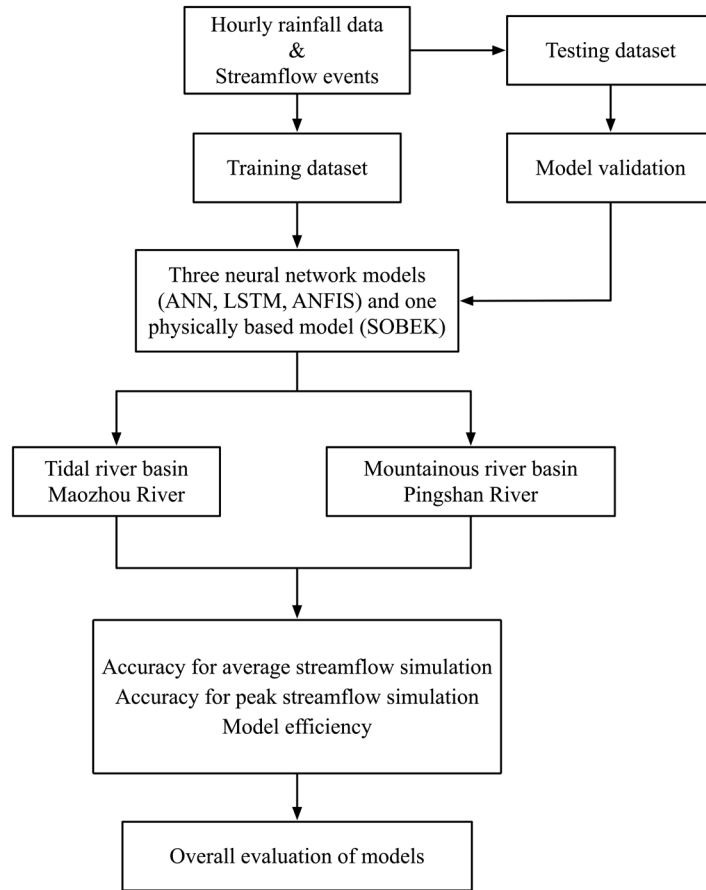 Hourly rainfall data
&
Streamflow events
Testing dataset
Training dataset
Model validation
Three neural network models
(ANN, LSTM, ANFIS) and one
physically based model (SOBEK)
Tidal river basin
Maozhou River
Mountainous river basin
Pingshan River
Accuracy for average streamflow simulation
Accuracy for peak streamflow simulation
Model efficiency
Overall evaluation of models